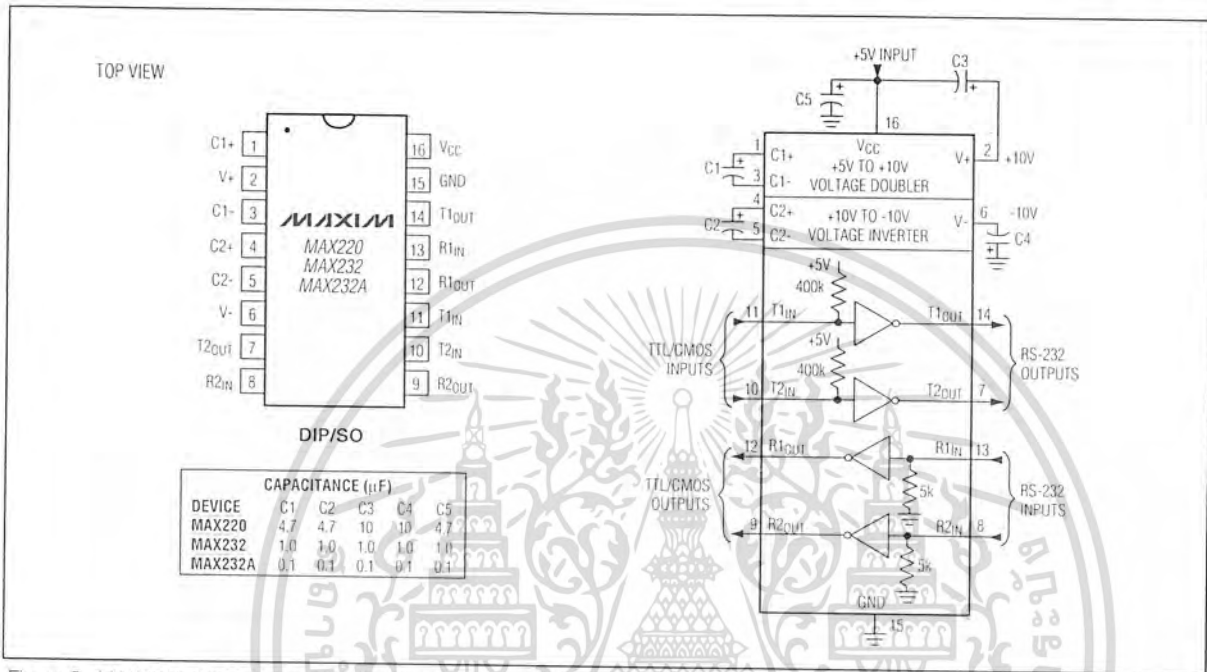 TOP VIEW
C1+ 1
V+ 2
C1- 3
C2+ 4
C2- 5
V- 6
T2OUT 7
R2IN 8
16 VCC
15 GND
14 T1OUT
13 R1IN
12 R1OUT
11 T1IN
10 T2IN
9 R2OUT
MAXIM
MAX220
MAX232
MAX232A
DIP/SO
CAPACITANCE (µF)
DEVICE C1 C2 C3 C4 C5
MAX220 4.7 4.7 10 10 4.7
MAX232 1.0 1.0 1.0 1.0 1.0
MAX232A 0.1 0.1 0.1 0.1 0.1
+5V INPUT
C3
C5
16
VCC
1 C1+
C1
3 C1-
+5V TO +10V
VOLTAGE DOUBLER
V+ 2 +10V
4 C2+
C2
5 C2-
+10V TO -10V
VOLTAGE INVERTER
V- 6 -10V
C4
+5V
400k
11 T1IN
T1OUT 14
+5V
400k
TTL/CMOS
INPUTS
RS-232
OUTPUTS
10 T2IN
T2OUT 7
12 R1OUT
R1IN 13
5k
TTL/CMOS
OUTPUTS
RS-232
INPUTS
9 R2OUT
R2IN 8
5k
GND
15